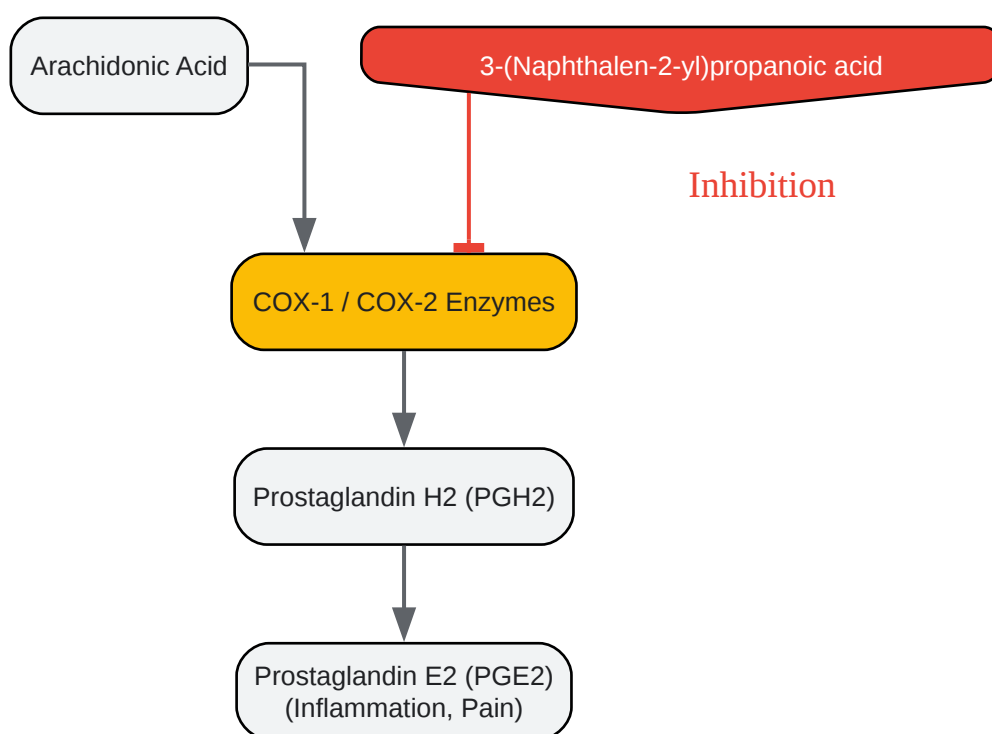 Arachidonic Acid
3-(Naphthalen-2-yl)propanoic acid
Inhibition
COX-1 / COX-2 Enzymes
Prostaglandin H2 (PGH2)
Prostaglandin E2 (PGE2)
(Inflammation, Pain)